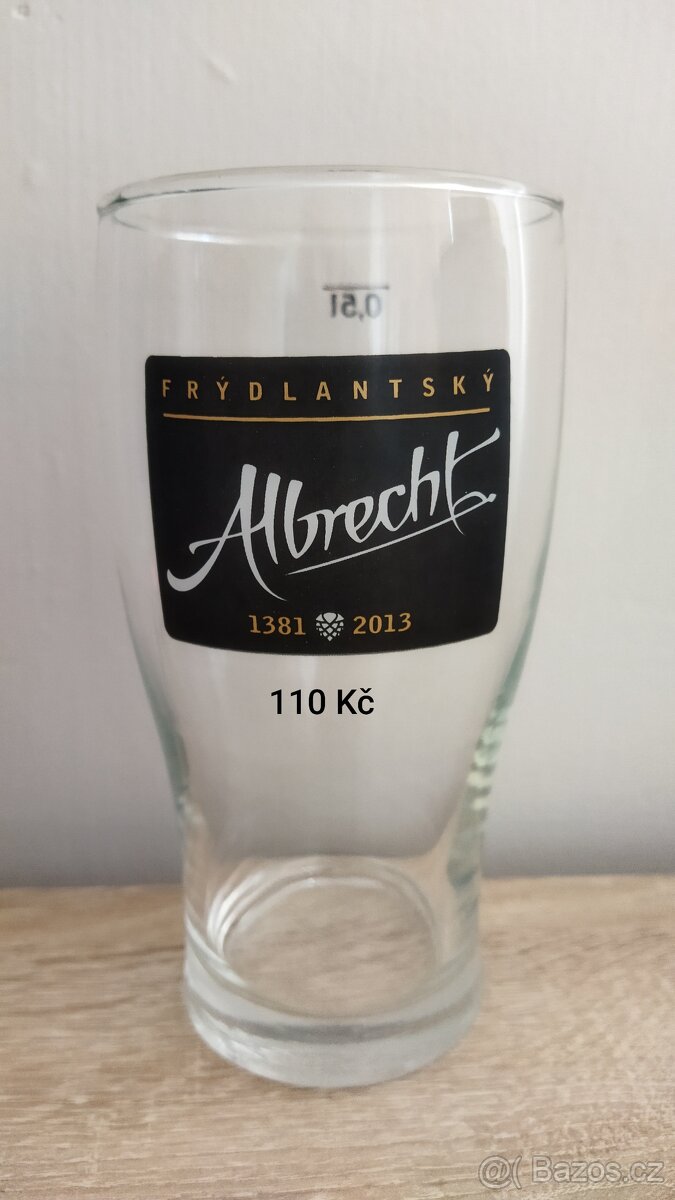 0,5l
FRÝDLANTSKÝ
Albrecht.
1381 2013
110 Kč
@( Bazos.cz